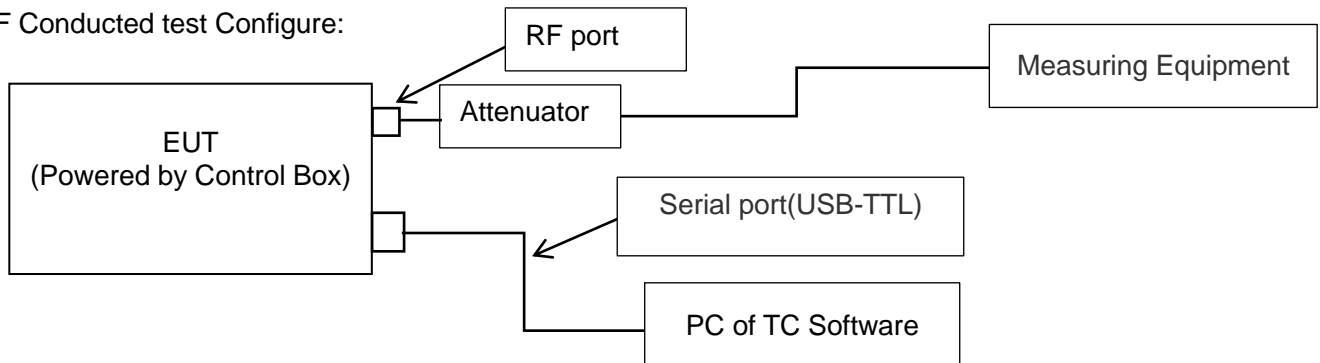 F Conducted test Configure:
RF port
Measuring Equipment
Attenuator
EUT
(Powered by Control Box)
Serial port(USB-TTL)
PC of TC Software